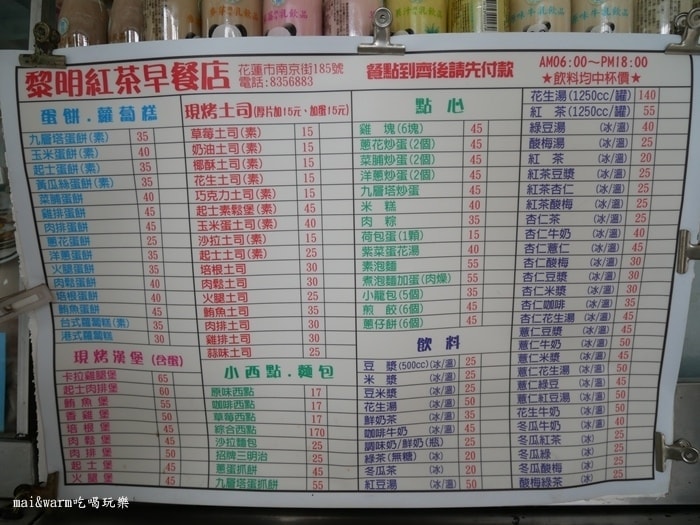 黎明紅茶早餐店
花蓮市南京街185號
電話:8356883
餐點到齊後請先付款
AM06:00～PM18:00
★飲料均中杯價★
蛋餅.蘿蔔糕
九層塔蛋餅(素) 35
玉米蛋餅(素) 40
起士蛋餅(素) 35
黃瓜絲蛋餅(素) 35
菜脯蛋餅 40
雞排蛋餅 45
肉排蛋餅 45
蔥花蛋餅 25
洋蔥蛋餅 35
火腿蛋餅 35
肉鬆蛋餅 40
培根蛋餅 40
鮪魚蛋餅
台式蘿蔔糕(素) 35
港式蘿蔔糕 30
現烤漢堡(含蛋)
卡拉雞腿堡 65
起士肉排堡 60
鮪魚堡 55
香雞堡 50
培根堡 50
肉鬆堡 45
肉排堡 50
起士堡 45
火腿堡 45
現烤土司(厚片加15元、加蛋15元)
草莓土司(素) 15
奶油土司(素) 15
椰酥土司(素) 15
花生土司(素) 15
巧克力土司(素) 15
起士素鬆堡(素) 45
玉米蛋土司(素) 40
沙拉土司(素) 15
起士土司(素) 25
培根土司 30
肉鬆土司 30
火腿土司 25
鮪魚土司 35
肉排土司 30
雞排土司 30
蒜味土司 25
小西點.麵包
原味西點 17
咖啡西點 17
草莓西點 17
綜合西點 170
沙拉麵包 25
招牌三明治 25
蔥蛋抓餅 45
九層塔蛋抓餅 55
點心
雞塊(6塊) 45
蔥花炒蛋(2個) 45
菜脯炒蛋(2個) 45
洋蔥炒蛋(2個) 45
九層塔炒蛋 45
米糕 40
肉粽 35
荷包蛋(1顆) 15
紫菜蛋花湯 40
素泡麵 55
煮泡麵加蛋(肉燥) 55
小籠包(5個) 35
煎餃(6個) 45
蔥仔餅(6個) 45
飲料
豆漿(500cc)(冰/溫) 25
米漿(冰/溫) 25
豆米漿(冰/溫) 25
花生湯(冰/溫) 50
鮮奶茶(冰/溫) 35
咖啡牛奶(冰/溫) 45
調味奶/鮮奶(瓶) 25
綠茶(無糖)(冰) 20
冬瓜茶(冰) 20
紅豆湯(冰/溫) 50
花生湯(1250cc/罐) 140
紅茶(1250cc/罐) 55
綠豆湯(冰/溫) 40
酸梅湯(冰/溫) 25
紅茶(冰/溫) 20
紅茶豆漿(冰/溫) 25
紅茶杏仁(冰/溫) 25
紅茶酸梅(冰/溫) 25
杏仁茶(冰/溫) 25
杏仁牛奶(冰/溫) 40
杏仁薏仁(冰/溫) 45
杏仁酸梅(冰/溫) 30
杏仁豆漿(冰/溫) 30
杏仁米漿(冰/溫) 30
杏仁咖啡(冰/溫) 35
杏仁花生湯(冰/溫) 45
薏仁豆漿(冰/溫) 45
薏仁牛奶(冰/溫) 50
薏仁米漿(冰/溫) 45
薏仁花生湯(冰/溫) 50
薏仁綠豆(冰/溫) 45
薏仁紅豆湯(冰/溫) 50
花生牛奶(冰/溫)
冬瓜牛奶(冰/溫) 40
冬瓜紅茶(冰) 25
冬瓜綠(冰) 25
冬瓜酸梅(冰) 25
酸梅綠茶(冰) 25
mai&warm吃喝玩樂